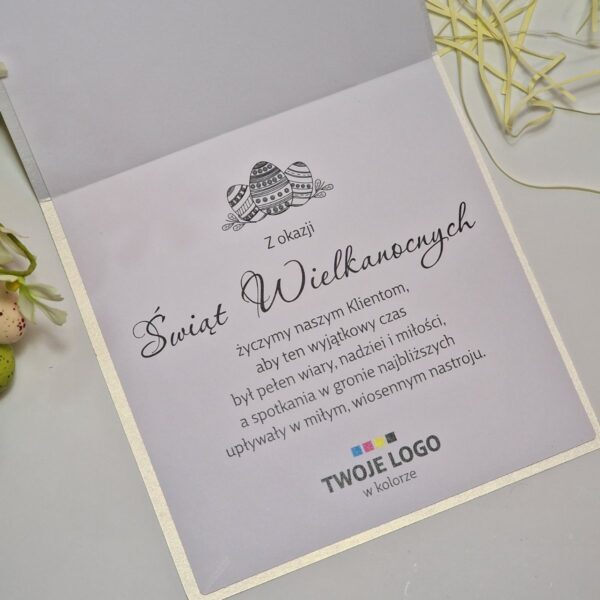 Z okazji
Świąt Wielkanocnych
życzymy naszym Klientom,
aby ten wyjątkowy czas
był pełen wiary, nadziei i miłości,
a spotkania w gronie najbliższych
upływały w miłym, wiosennym nastroju.
TWOJE LOGO
w kolorze